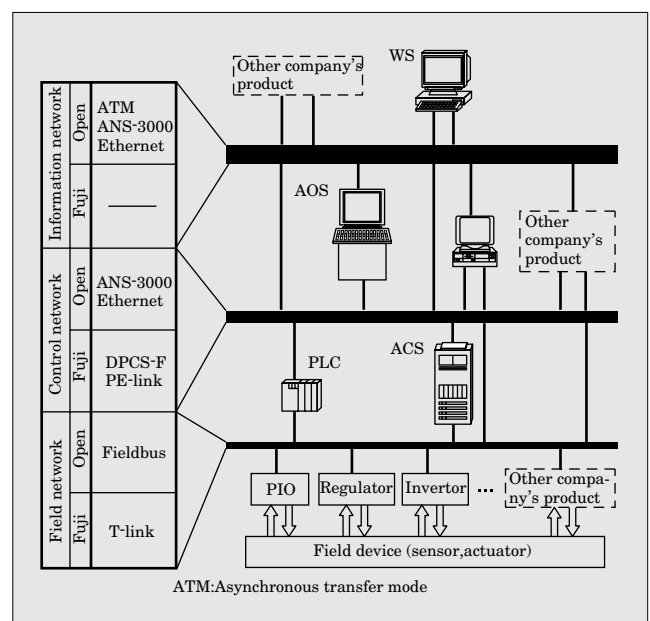 Information network
Open
ATM
ANS-3000
Ethernet
Fuji
Control network
Open
ANS-3000
Ethernet
Fuji
DPCS-F
PE-link
Field network
Open
Fieldbus
Fuji
T-link
Other company's
product
WS
AOS
Other
company's
product
PLC
ACS
PIO
Regulator
Invertor
...
Other compa-
ny's product
Field device (sensor,actuator)
ATM:Asynchronous transfer mode